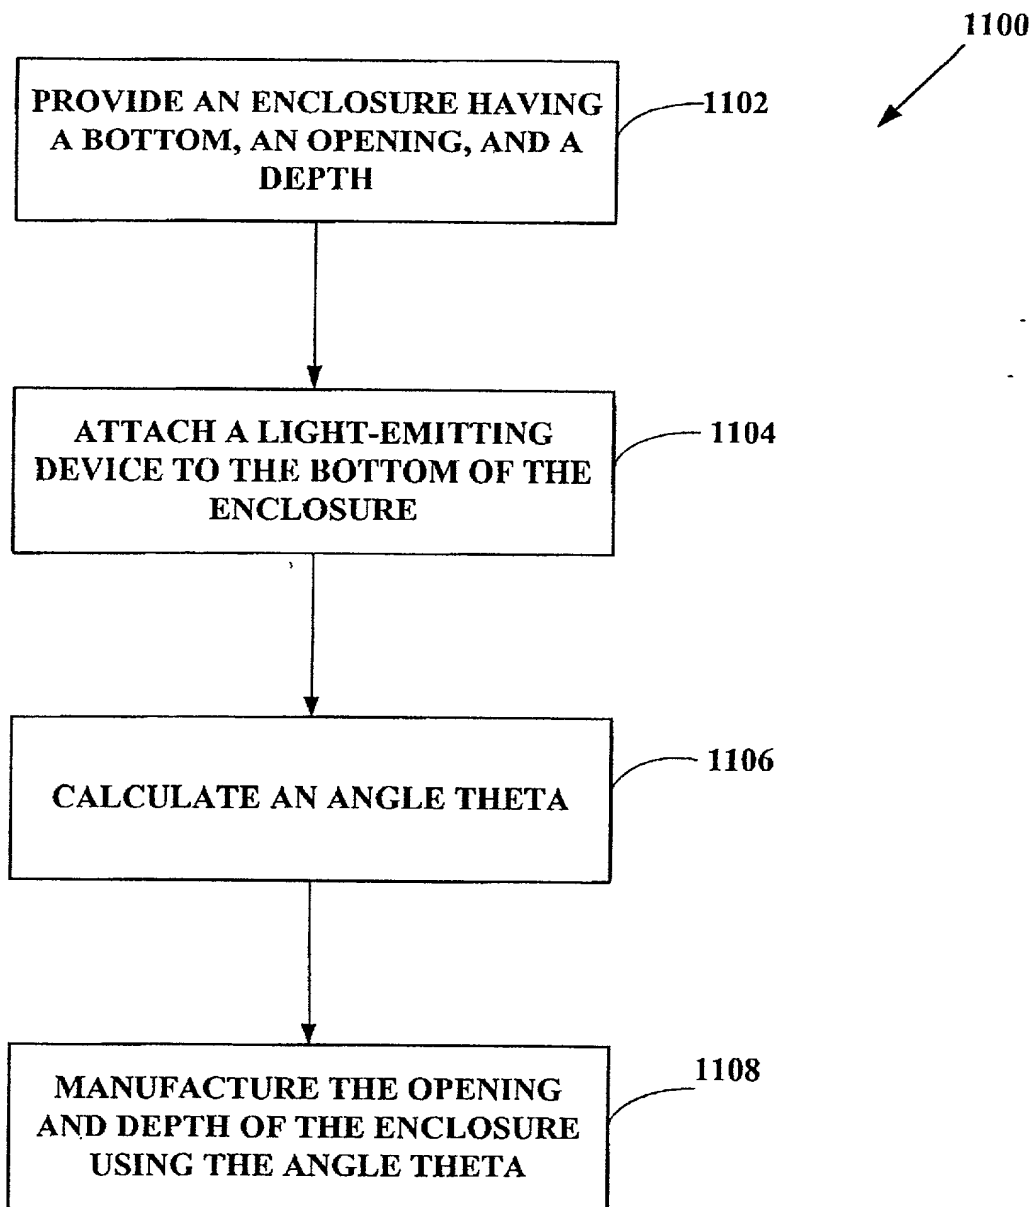 1100
PROVIDE AN ENCLOSURE HAVING
A BOTTOM, AN OPENING, AND A
DEPTH
1102
ATTACH A LIGHT-EMITTING
DEVICE TO THE BOTTOM OF THE
ENCLOSURE
1104
CALCULATE AN ANGLE THETA
1106
MANUFACTURE THE OPENING
AND DEPTH OF THE ENCLOSURE
USING THE ANGLE THETA
1108